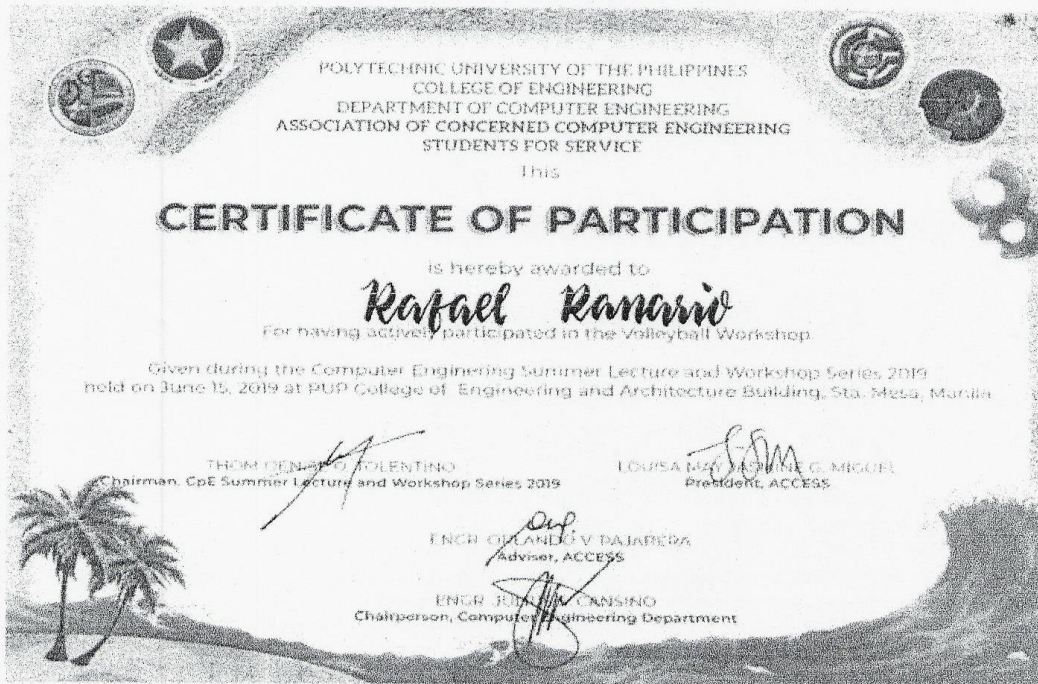 POLYTECHNIC UNIVERSITY OF THE PHILIPPINES
COLLEGE OF ENGINEERING
DEPARTMENT OF COMPUTER ENGINEERING
ASSOCIATION OF CONCERNED COMPUTER ENGINEERING
STUDENTS FOR SERVICE
This
CERTIFICATE OF PARTICIPATION
is hereby awarded to
Rafael Ranario
For having actively participated in the Volleyball Workshop
Given during the Computer Enginering Summer Lecture and Workshop Series 2019
held on June 15, 2019 at PUP College of Engineering and Architecture Building, Sta. Mesa, Manila
THOM O. TOLENTINO
Chairman, CpE Summer Lecture and Workshop Series 2019
LOUISA MAY JASMINE G. MIGUEL
President, ACCESS
ENGR ORLANDO V. PAJARERA
Adviser, ACCESS
ENGR CANSINO
Chairperson, Computer Engineering Department